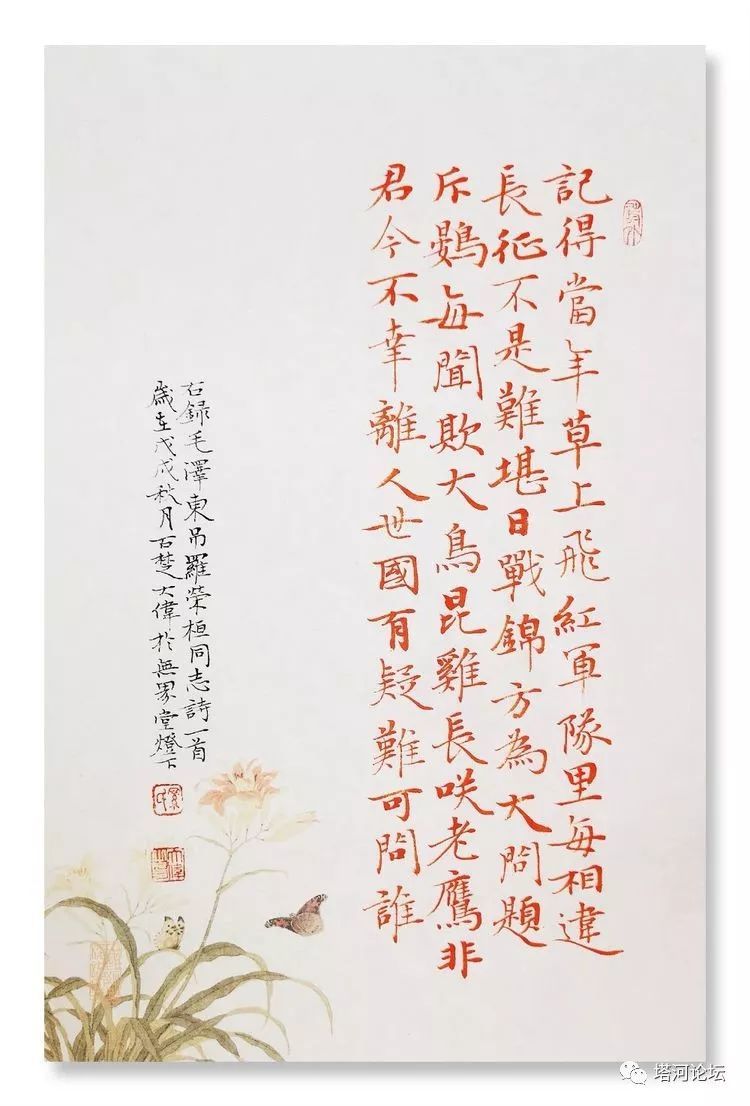 記得當年草上飛紅軍隊里每相違
長征不是難堪日戰錦方為大問題
斥鷃每聞欺大鳥昆雞長咲老鷹非
君今不幸離人世國有疑難可問誰
右錄毛澤東吊羅榮桓同志詩一首
歲在戊戌秋月楚大偉於無界堂燈下
塔河论坛